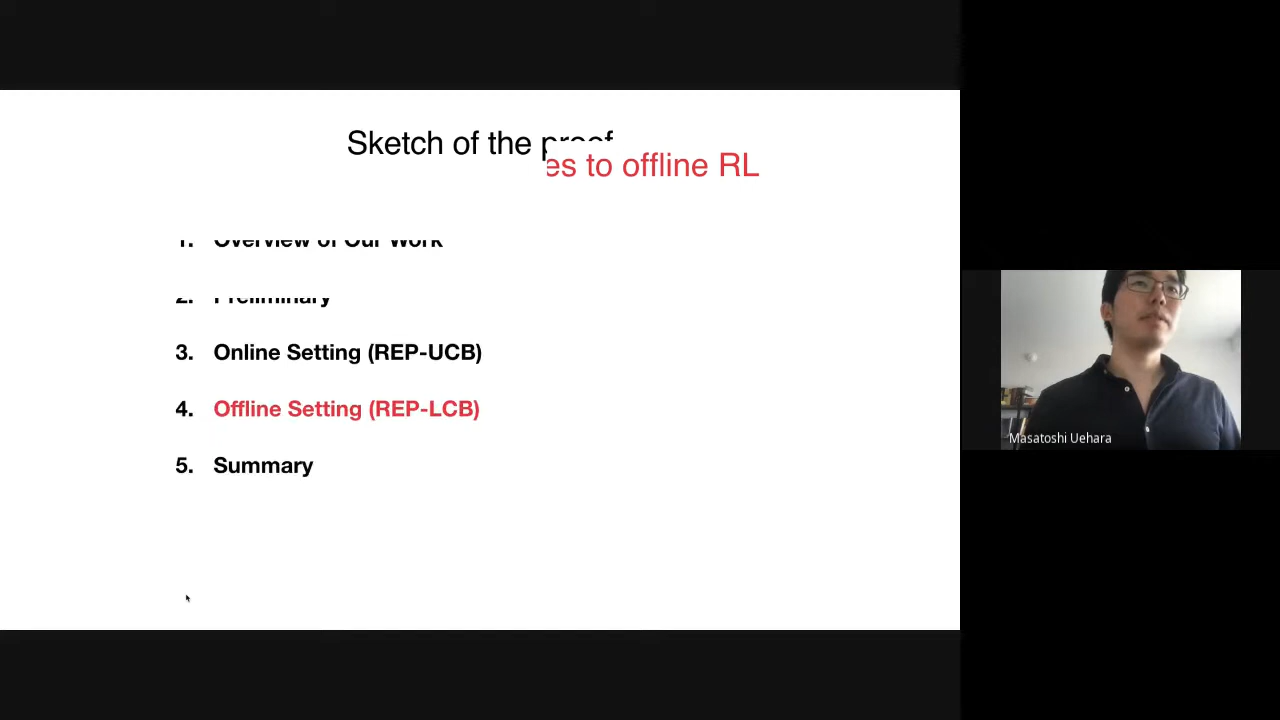 Sketch of the proof
es to offline RL
1. Overview of Our Work
2. Preliminary
3. Online Setting (REP-UCB)
4. Offline Setting (REP-LCB)
5. Summary
Masatoshi Uehara